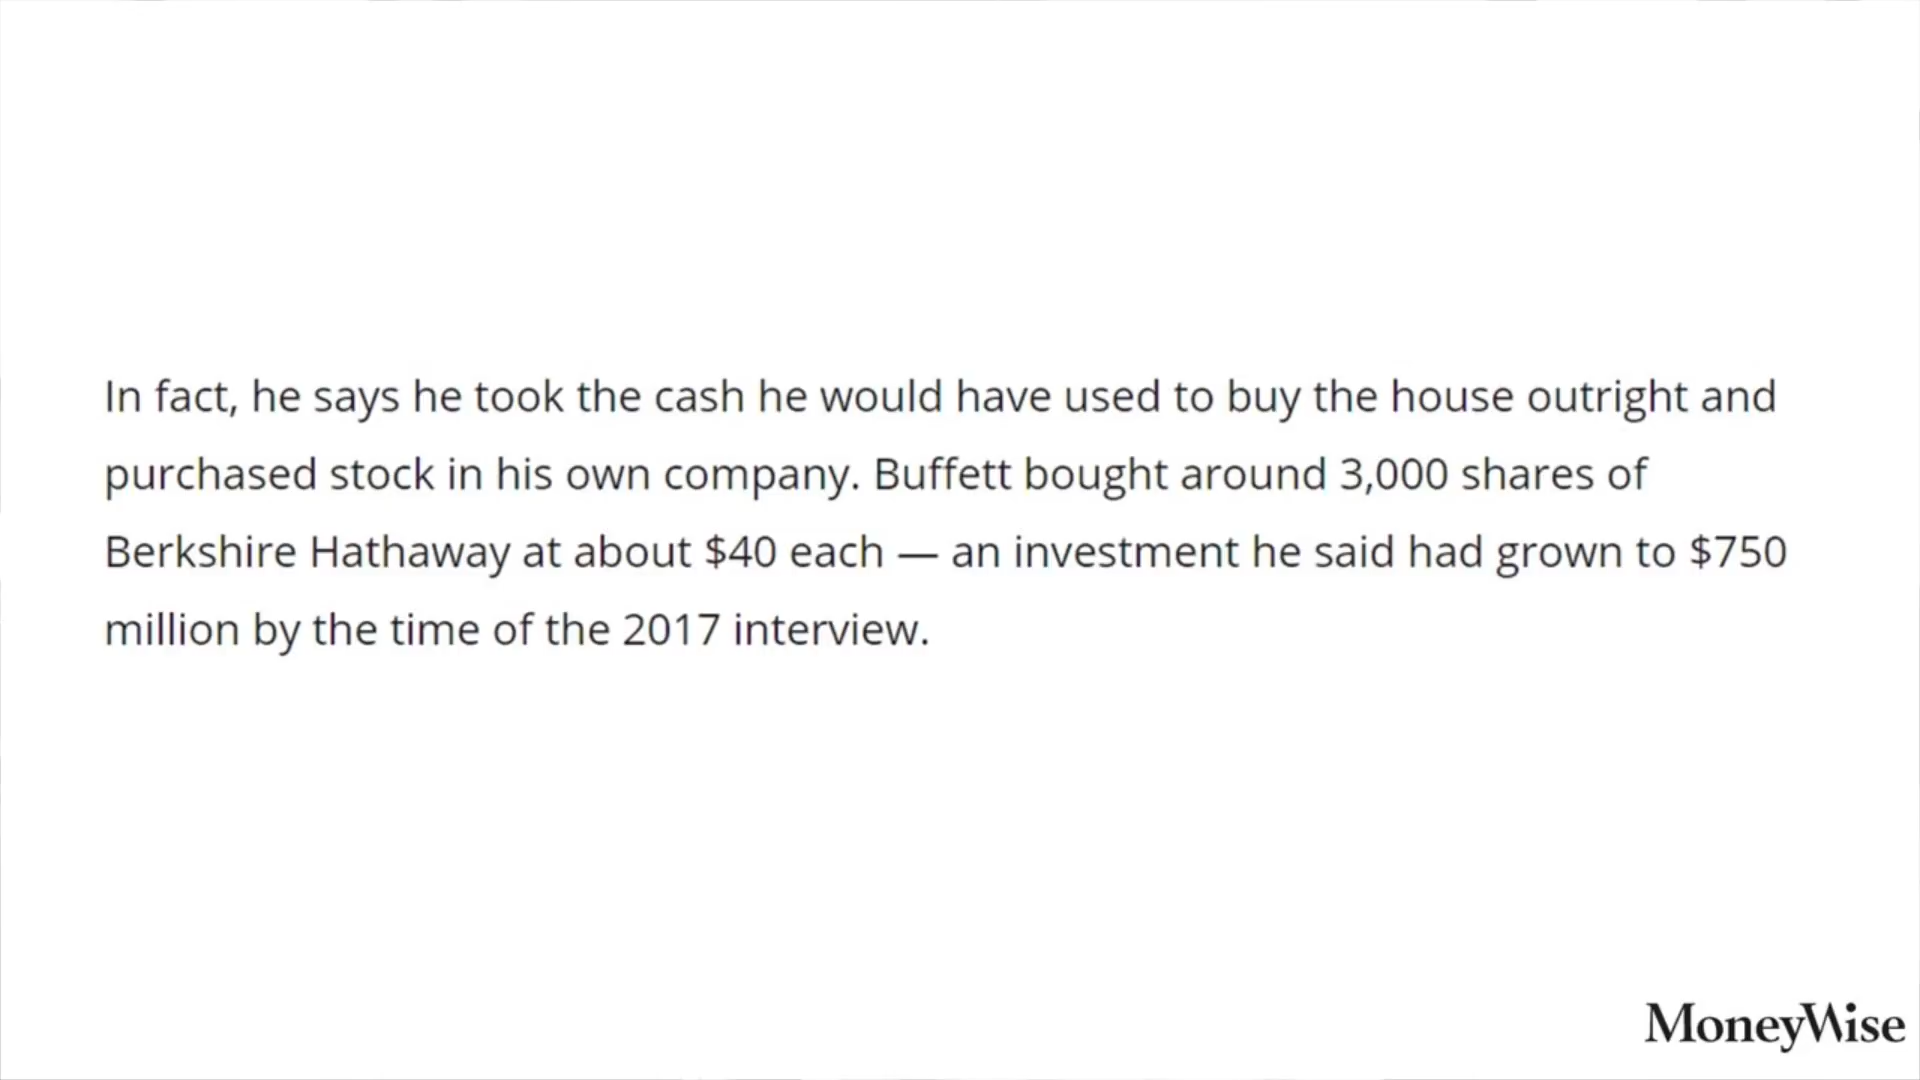 In fact, he says he took the cash he would have used to buy the house outright and
purchased stock in his own company. Buffett bought around 3,000 shares of
Berkshire Hathaway at about $40 each — an investment he said had grown to $750
million by the time of the 2017 interview.
MoneyWise